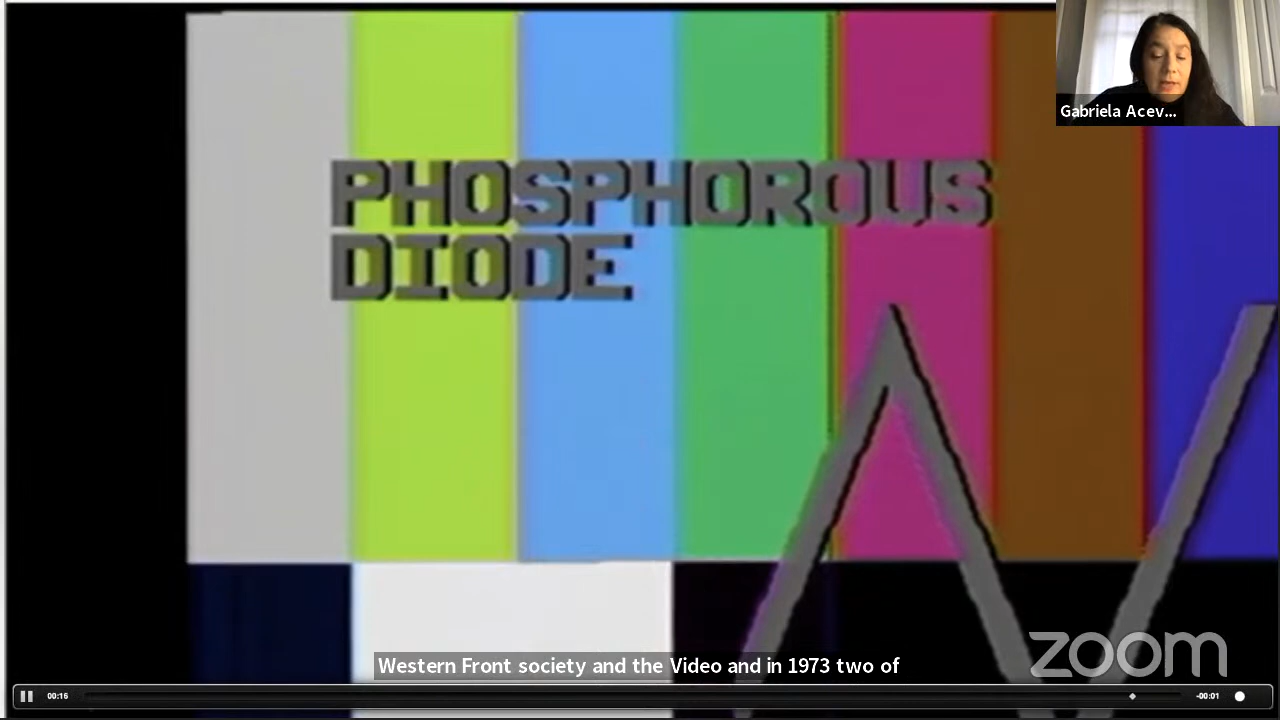 Gabriela Acev...
PHOSPHOROUS
DIODE
zoom
Western Front society and the Video and in 1973 two of
00:16
-00:01